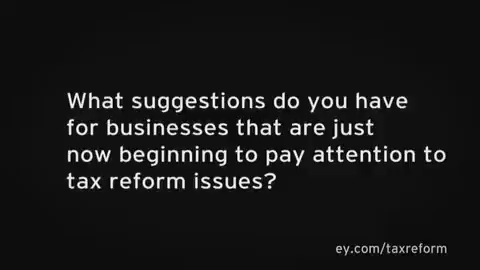 What suggestions do you have
for businesses that are just
now beginning to pay attention to
tax reform issues?
ey.com/taxreform